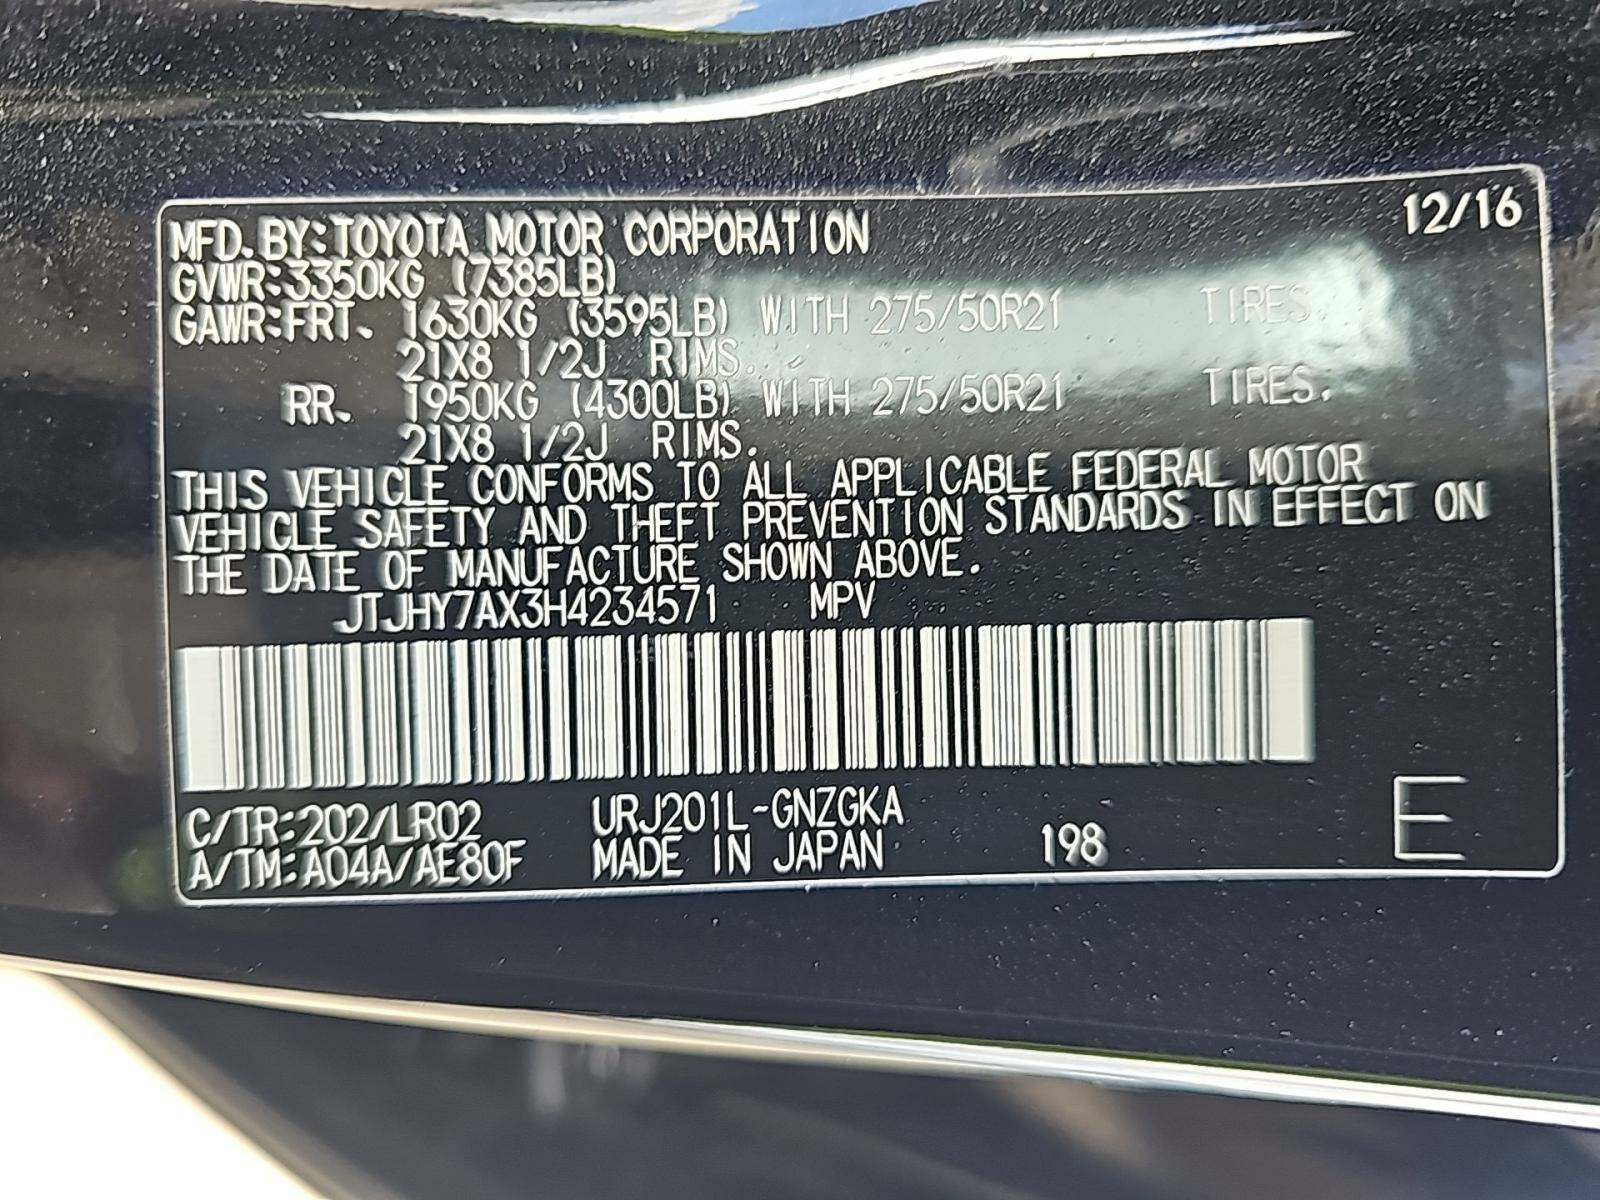 12/16
MFD. BY:TOYOTA MOTOR CORPORATION
GVWR:3350KG (7385LB)
GAWR:FRT. 1630KG (3595LB) WITH 275/50R21 TIRES.
21X8 1/2J RIMS.
RR. 1950KG (4300LB) WITH 275/50R21 TIRES.
21X8 1/2J RIMS.
THIS VEHICLE CONFORMS TO ALL APPLICABLE FEDERAL MOTOR
VEHICLE SAFETY AND THEFT PREVENTION STANDARDS IN EFFECT ON
THE DATE OF MANUFACTURE SHOWN ABOVE.
JTJHY7AX3H4234571 MPV
C/TR:202/LR02 URJ201L-GNZGKA
A/TM:A04A/AE80F MADE IN JAPAN 198 E